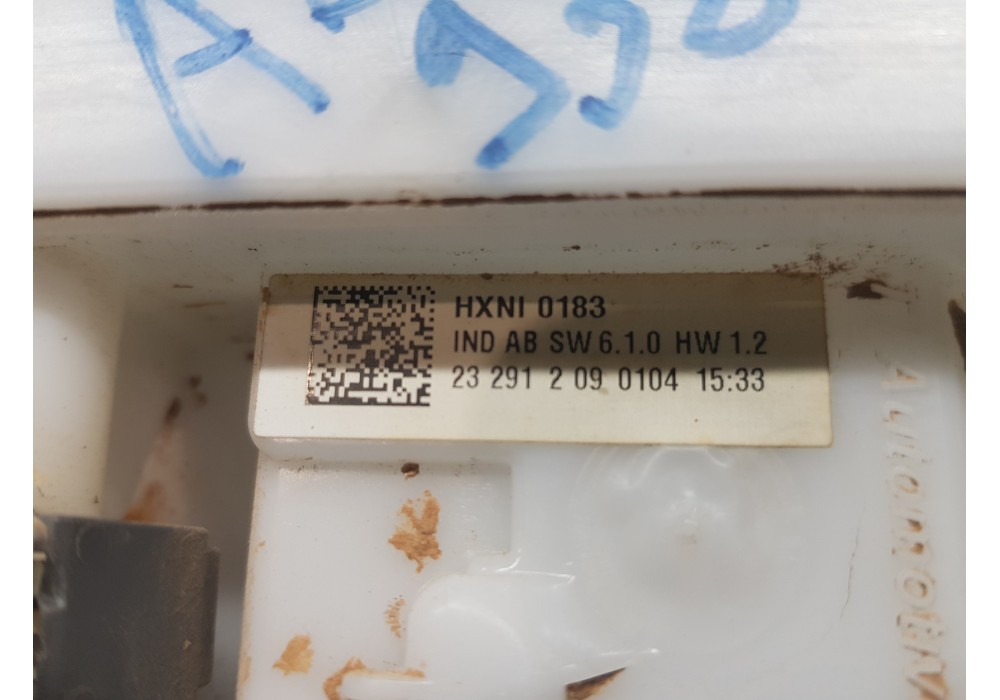 HXNI 0183
IND AB SW 6.1.0 HW 1.2
23 291 2 09 0104 15:33